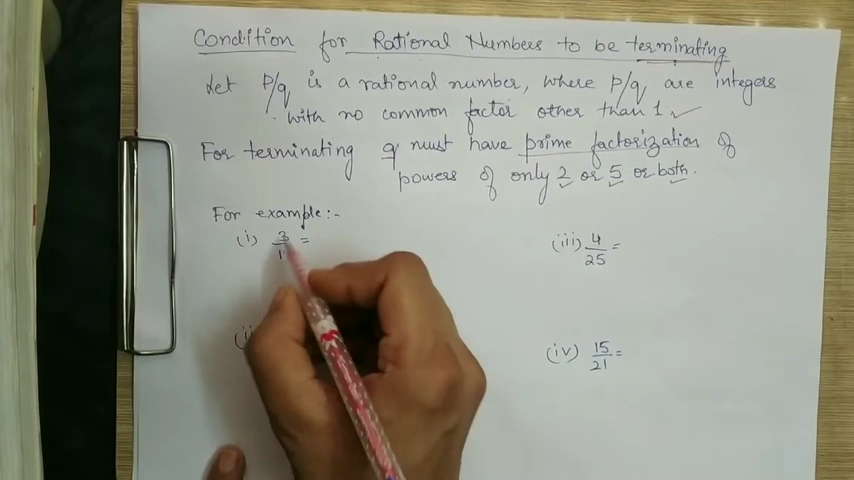 Condition for Rational Numbers to be terminating
Let P/q is a rational number, where P/q are integers
with no common factor other than 1
For terminating q must have prime factorization of
powers of only 2 or 5 or both.
For example:-
(i) 3/1 =
(iii) 4/25 =
(ii
(iv) 15/21 =